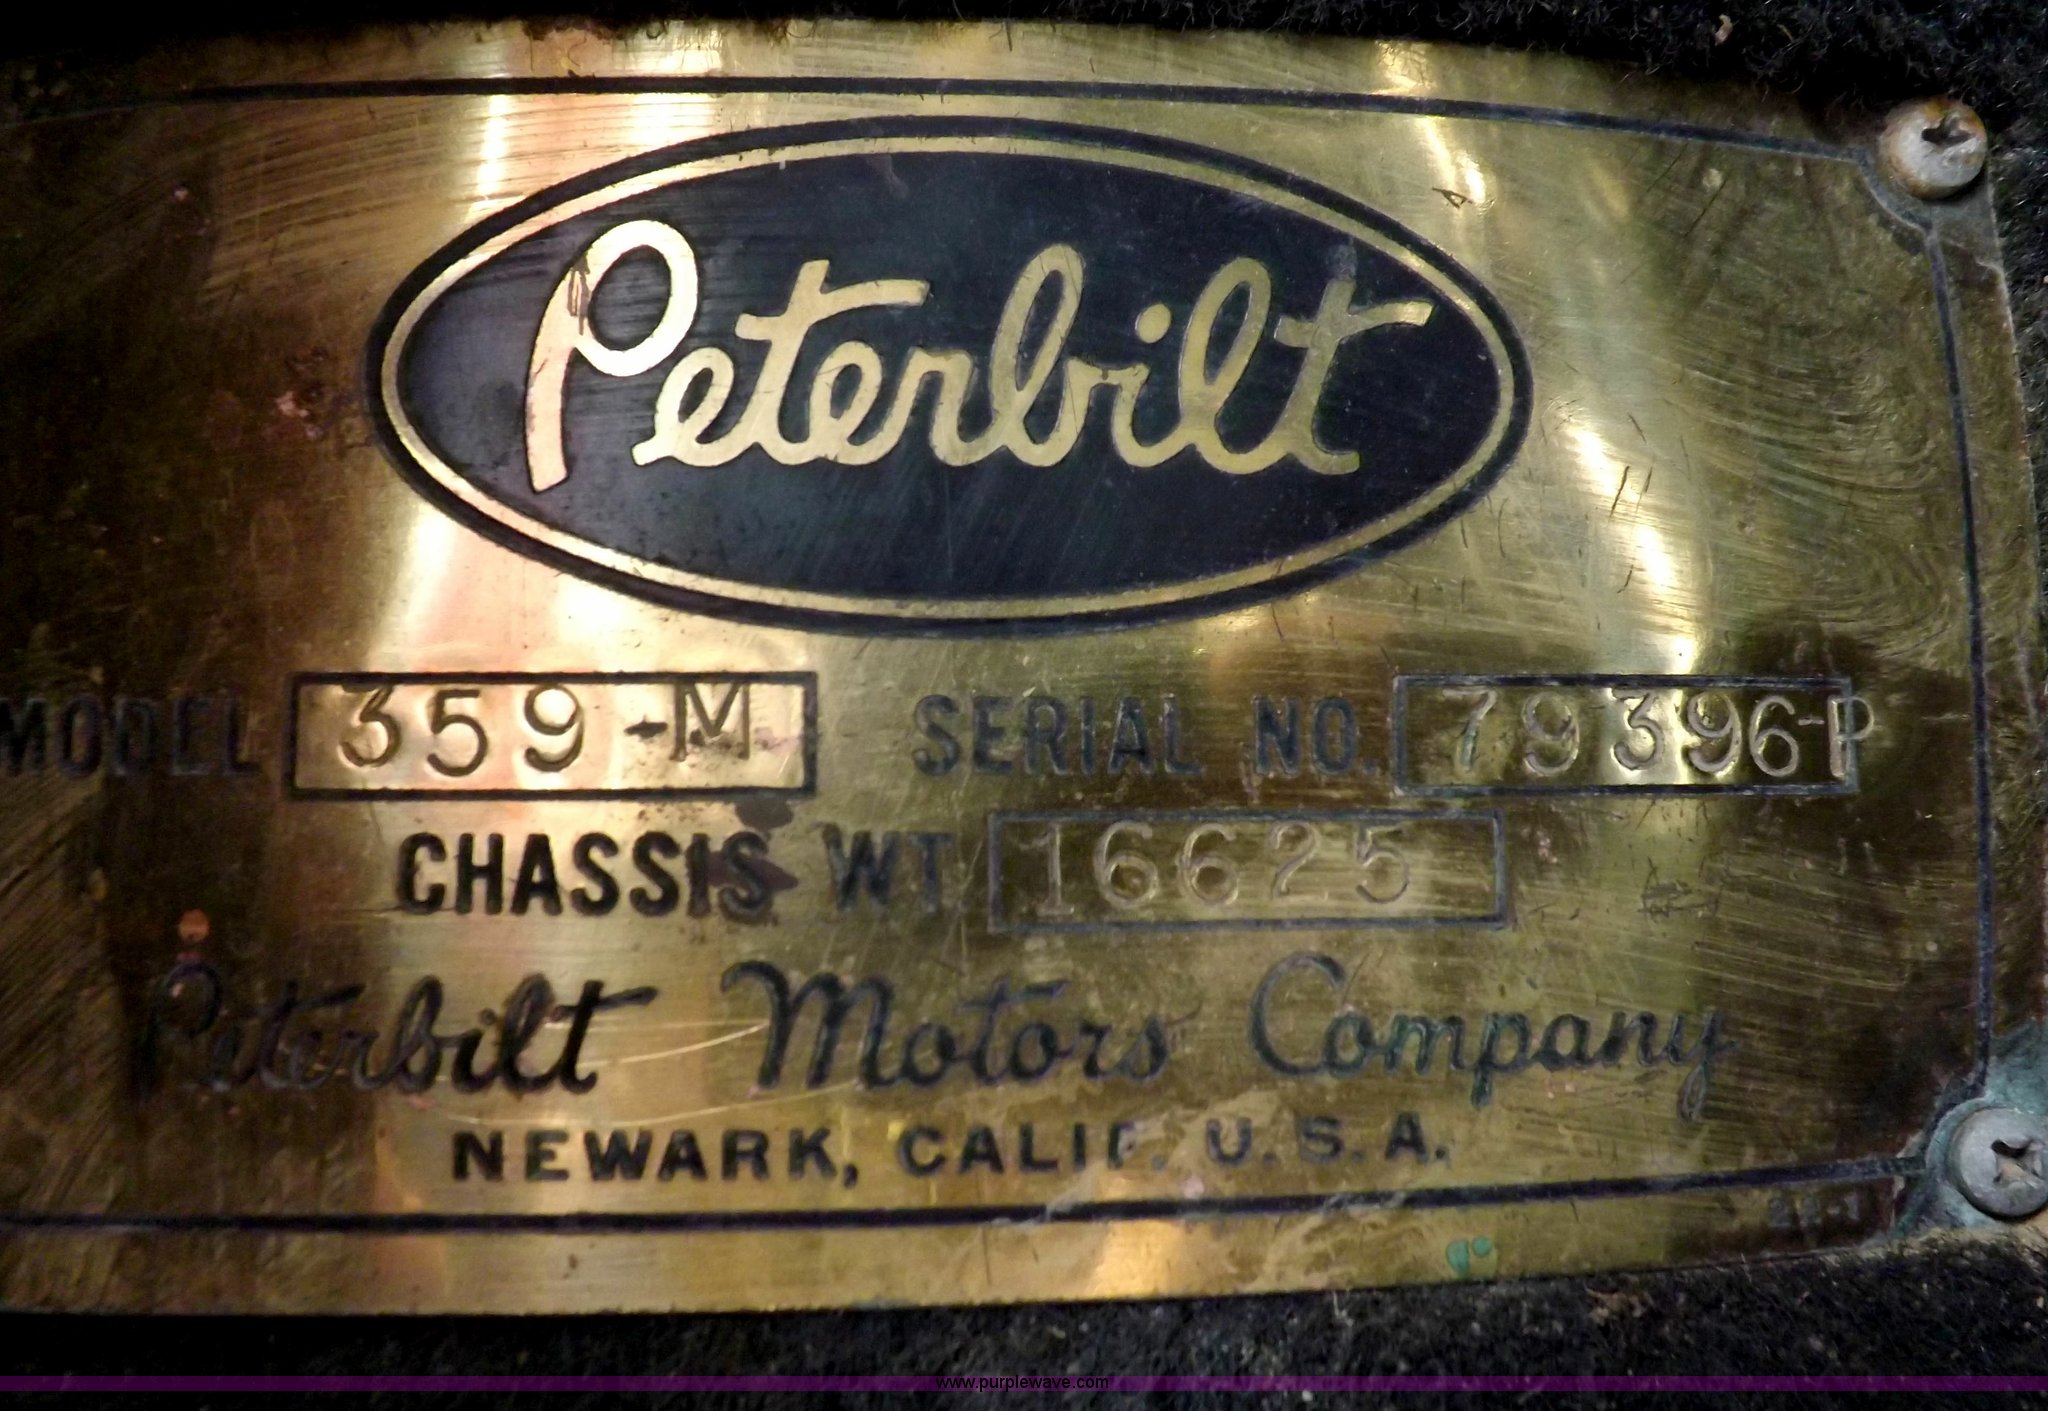 Peterbilt
MODEL 359-M SERIAL NO. 79396-P
CHASSIS WT 16625
Peterbilt Motors Company
NEWARK, CALIF. U.S.A.
www.purplewave.com